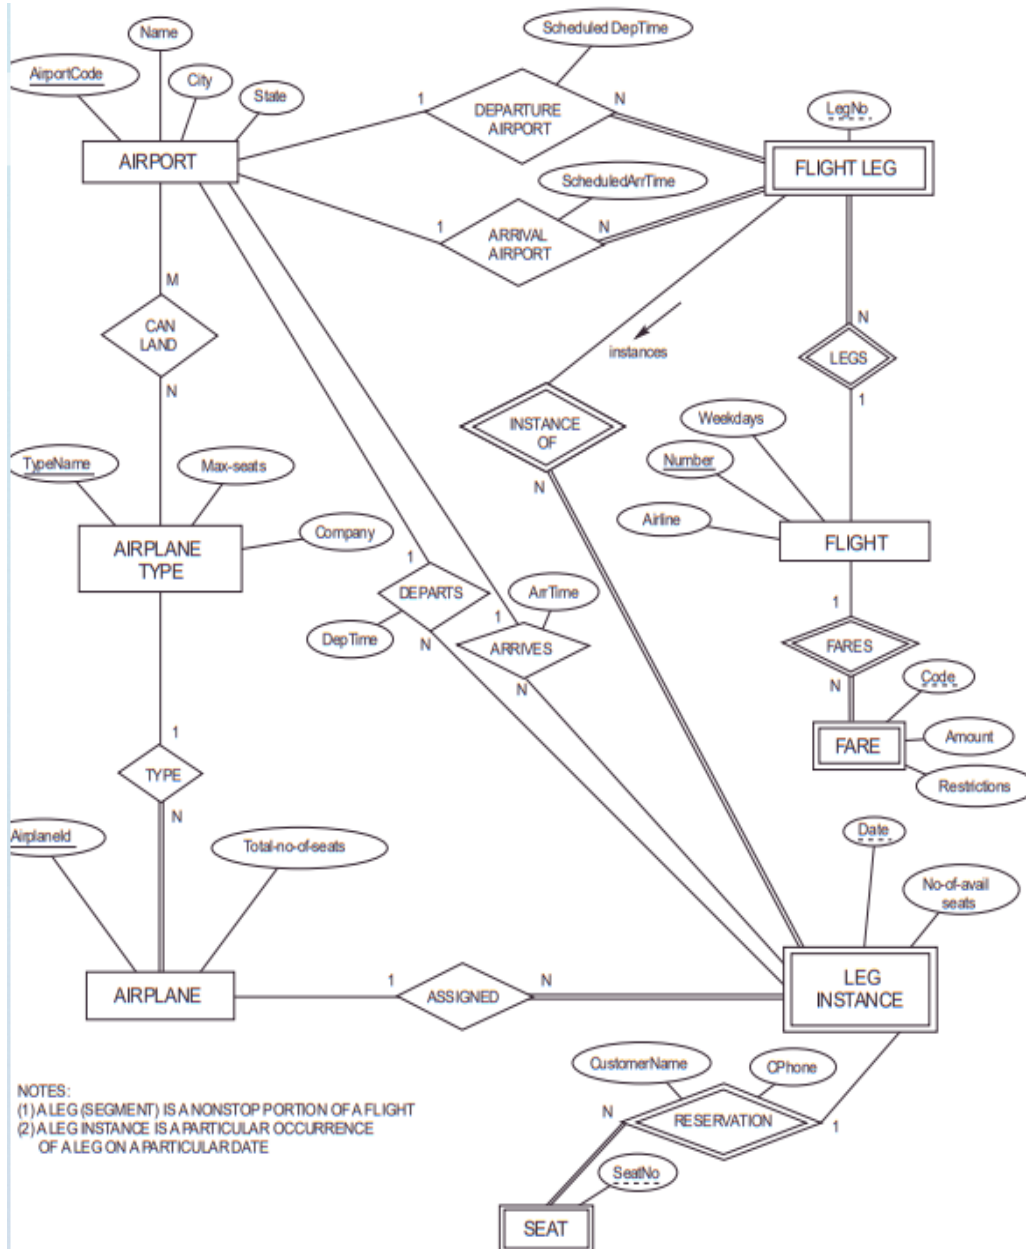 Scheduled DepTime
Name
AirportCode
City
State
1
N
DEPARTURE
AIRPORT
LegNo
AIRPORT
FLIGHT LEG
ScheduledArrTime
1
N
ARRIVAL
AIRPORT
M
CAN
LAND
N
instances
N
LEGS
1
INSTANCE
OF
N
Weekdays
Number
Airline
FLIGHT
TypeName
Max-seats
Company
AIRPLANE
TYPE
1
DEPARTS
DepTime
N
ArrTime
1
ARRIVES
N
1
FARES
N
Code
FARE
Amount
Restrictions
1
TYPE
N
AirplaneId
Total-no-of-seats
Date
No-of-avail
seats
AIRPLANE
1
ASSIGNED
N
LEG
INSTANCE
CustomerName
CPhone
N
RESERVATION
1
NOTES:
(1) A LEG (SEGMENT) IS A NONSTOP PORTION OF A FLIGHT
(2) A LEG INSTANCE IS A PARTICULAR OCCURRENCE
OF A LEG ON A PARTICULAR DATE
SeatNo
SEAT